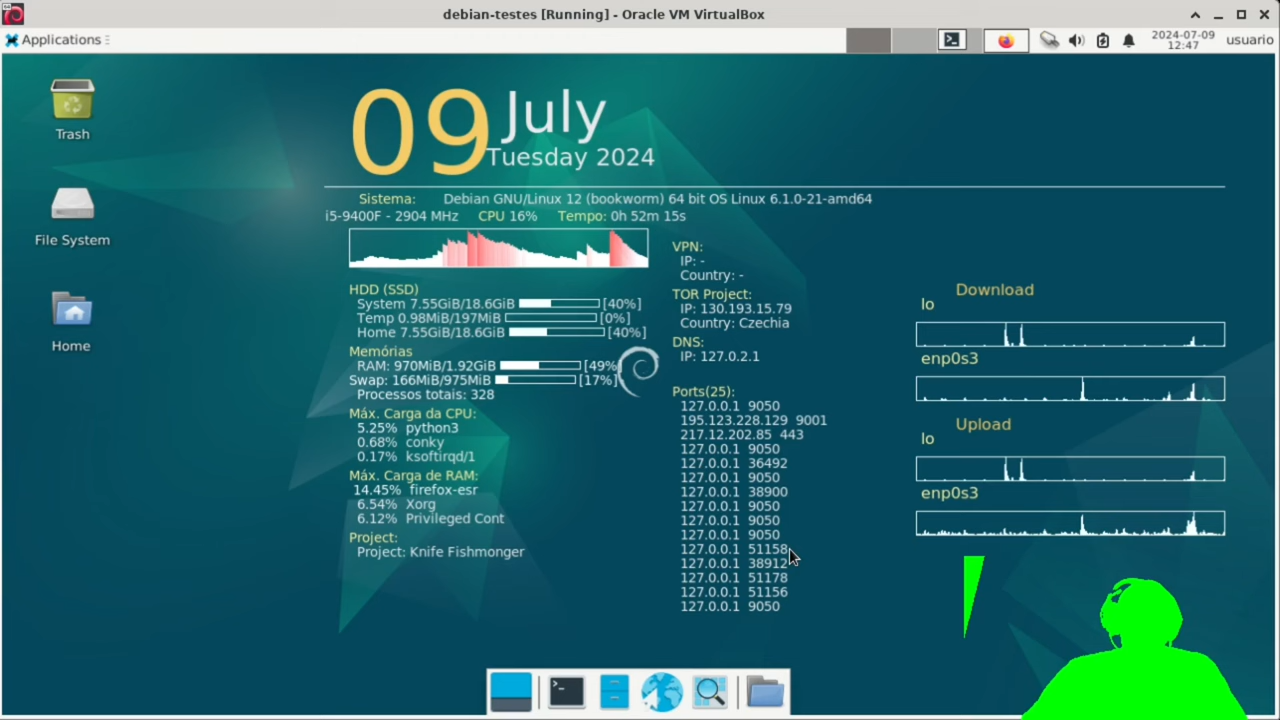 debian-testes [Running] - Oracle VM VirtualBox
Applications
2024-07-09
12:47
usuario
Trash
File System
Home
09 July
Tuesday 2024
Sistema: Debian GNU/Linux 12 (bookworm) 64 bit OS Linux 6.1.0-21-amd64
i5-9400F - 2904 MHz CPU 16% Tempo: 0h 52m 15s
HDD (SSD)
System 7.55GiB/18.6GiB [40%]
Temp 0.98MiB/197MiB [0%]
Home 7.55GiB/18.6GiB [40%]
Memórias
RAM: 970MiB/1.92GiB [49%]
Swap: 166MiB/975MiB [17%]
Processos totais: 328
Máx. Carga da CPU:
5.25% python3
0.68% conky
0.17% ksoftirqd/1
Máx. Carga de RAM:
14.45% firefox-esr
6.54% Xorg
6.12% Privileged Cont
Project:
Project: Knife Fishmonger
VPN:
IP: -
Country: -
TOR Project:
IP: 130.193.15.79
Country: Czechia
DNS:
IP: 127.0.2.1
Ports(25):
127.0.0.1 9050
195.123.228.129 9001
217.12.202.85 443
127.0.0.1 9050
127.0.0.1 36492
127.0.0.1 9050
127.0.0.1 38900
127.0.0.1 9050
127.0.0.1 9050
127.0.0.1 9050
127.0.0.1 51158
127.0.0.1 38912
127.0.0.1 51178
127.0.0.1 51156
127.0.0.1 9050
Download
lo
enp0s3
Upload
lo
enp0s3